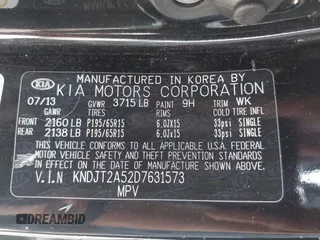 KIA MANUFACTURED IN KOREA BY
KIA MOTORS CORPORATION
07/13 GVWR 3715 LB PAINT 9H TRIM WK
GAWR TIRES RIMS COLD TIRE INFL
FRONT 2160 LB P195/65R15 6.0JX15 33psi SINGLE
REAR 2138 LB P195/65R15 6.0JX15 33psi SINGLE
THIS VEHICLE CONFORMS TO ALL APPLICABLE
FEDERAL MOTOR VEHICLE SAFETY, BUMPER, AND
THEFT PREVENTION STANDARDS IN EFFECT ON
THE DATE OF MANUFACTURE SHOWN ABOVE.
V.I.N KNDJT2A52D7631573
MPV
DREAMBID